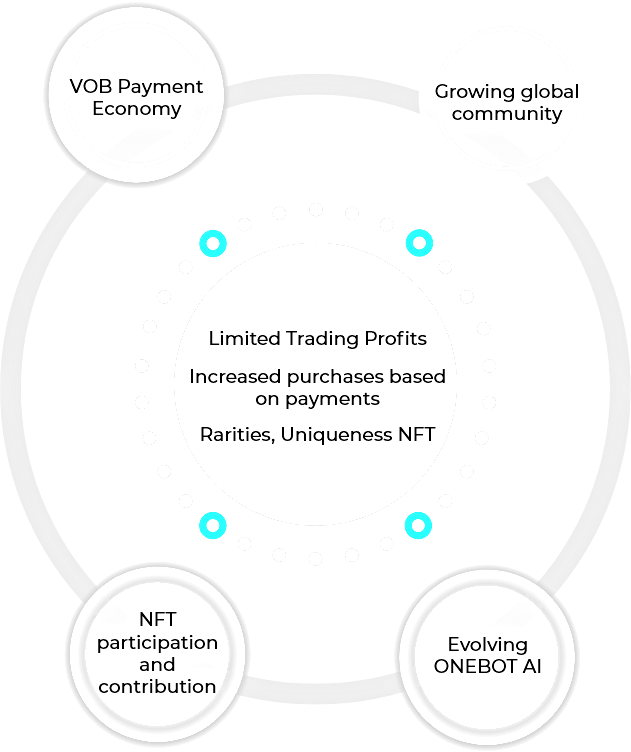 VOB Payment
Economy
Growing global
community
Limited Trading Profits
Increased purchases based
on payments
Rarities, Uniqueness NFT
NFT
participation
and
contribution
Evolving
ONEBOT AI